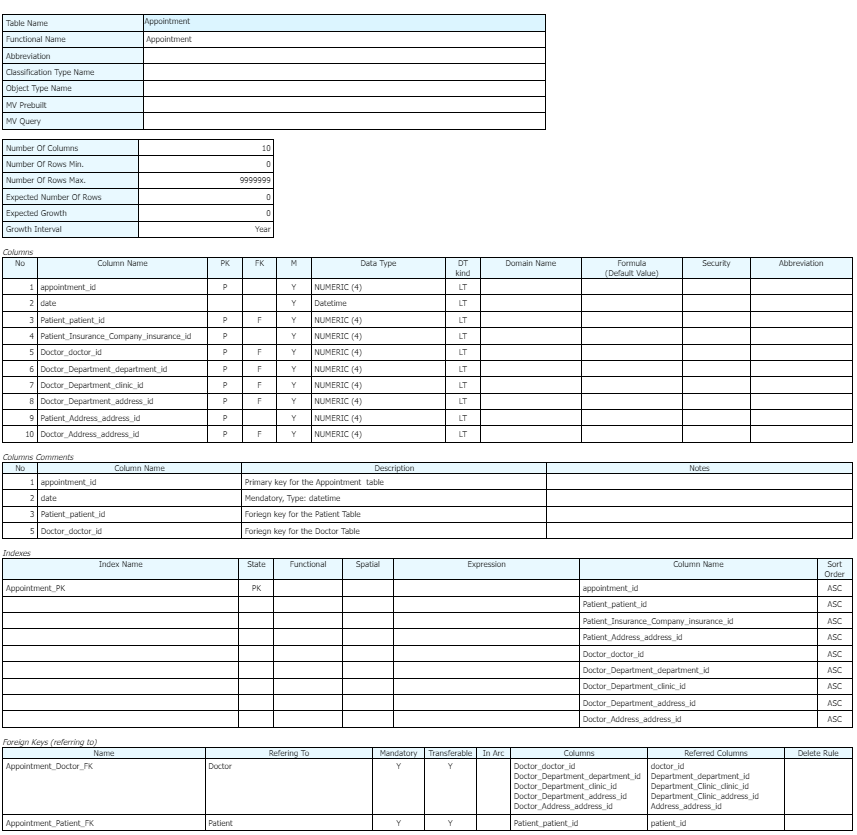 Table Name Appointment
Functional Name Appointment
Abbreviation
Classification Type Name
Object Type Name
MV Prebuilt
MV Query
Number Of Columns 10
Number Of Rows Min. 0
Number Of Rows Max. 9999999
Expected Number Of Rows 0
Expected Growth 0
Growth Interval Year
Columns
No Column Name PK FK M Data Type DT kind Domain Name Formula (Default Value) Security Abbreviation
1 appointment_id P Y NUMERIC (4) LT
2 date Y Datetime LT
3 Patient_patient_id P F Y NUMERIC (4) LT
4 Patient_Insurance_Company_insurance_id P Y NUMERIC (4) LT
5 Doctor_doctor_id P F Y NUMERIC (4) LT
6 Doctor_Department_department_id P F Y NUMERIC (4) LT
7 Doctor_Department_clinic_id P F Y NUMERIC (4) LT
8 Doctor_Department_address_id P F Y NUMERIC (4) LT
9 Patient_Address_address_id P Y NUMERIC (4) LT
10 Doctor_Address_address_id P F Y NUMERIC (4) LT
Columns Comments
No Column Name Description Notes
1 appointment_id Primary key for the Appointment table
2 date Mendatory, Type: datetime
3 Patient_patient_id Foriegn key for the Patient Table
5 Doctor_doctor_id Foriegn key for the Doctor Table
Indexes
Index Name State Functional Spatial Expression Column Name Sort Order
Appointment_PK PK appointment_id ASC
Patient_patient_id ASC
Patient_Insurance_Company_insurance_id ASC
Patient_Address_address_id ASC
Doctor_doctor_id ASC
Doctor_Department_department_id ASC
Doctor_Department_clinic_id ASC
Doctor_Department_address_id ASC
Doctor_Address_address_id ASC
Foreign Keys (referring to)
Name Refering To Mandatory Transferable In Arc Columns Referred Columns Delete Rule
Appointment_Doctor_FK Doctor Y Y Doctor_doctor_id doctor_id
Doctor_Department_department_id Department_department_id
Doctor_Department_clinic_id Department_Clinic_clinic_id
Doctor_Department_address_id Department_Clinic_address_id
Doctor_Address_address_id Address_address_id
Appointment_Patient_FK Patient Y Y Patient_patient_id patient_id